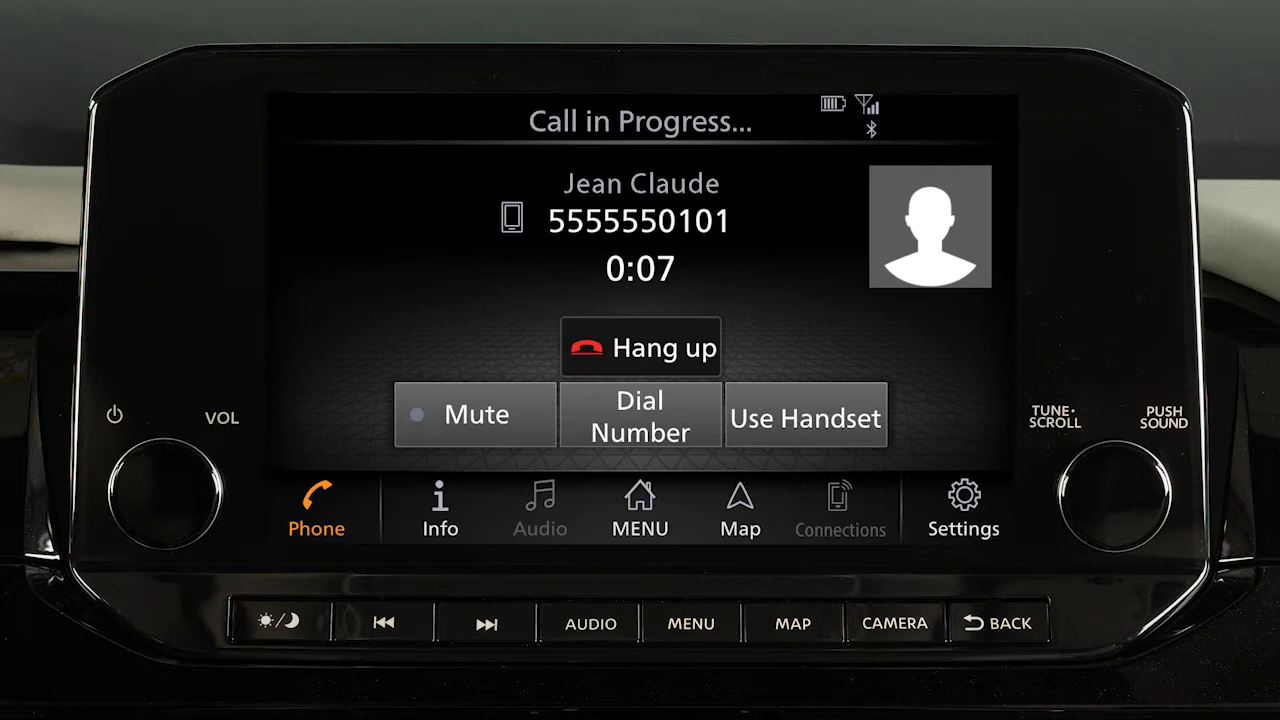 Call in Progress...
Jean Claude
5555550101
0:07
Hang up
Mute
Dial
Number
Use Handset
VOL
TUNE·
SCROLL
PUSH
SOUND
Phone
Info
Audio
MENU
Map
Connections
Settings
AUDIO
MENU
MAP
CAMERA
BACK